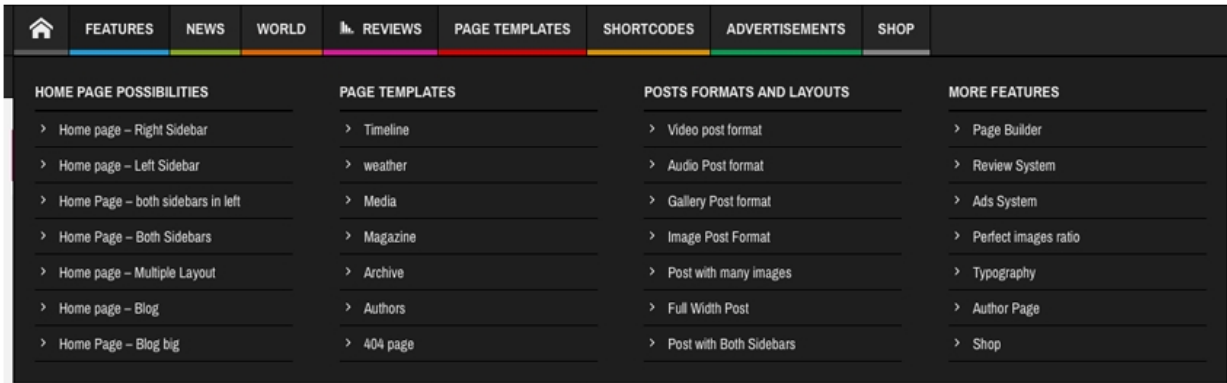 FEATURES NEWS WORLD REVIEWS PAGE TEMPLATES SHORTCODES ADVERTISEMENTS SHOP
HOME PAGE POSSIBILITIES
Home page – Right Sidebar
Home page – Left Sidebar
Home Page – both sidebars in left
Home Page – Both Sidebars
Home page – Multiple Layout
Home page – Blog
Home Page – Blog big
PAGE TEMPLATES
Timeline
weather
Media
Magazine
Archive
Authors
404 page
POSTS FORMATS AND LAYOUTS
Video post format
Audio Post format
Gallery Post format
Image Post Format
Post with many images
Full Width Post
Post with Both Sidebars
MORE FEATURES
Page Builder
Review System
Ads System
Perfect images ratio
Typography
Author Page
Shop